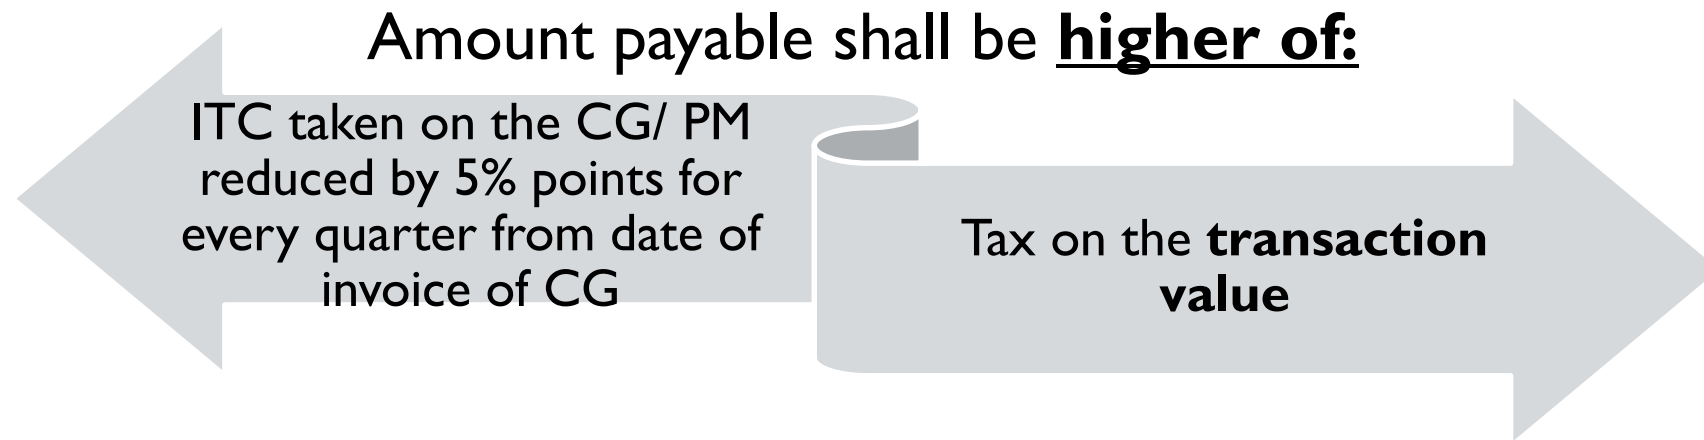 Amount payable shall be higher of:
ITC taken on the CG/ PM
reduced by 5% points for
every quarter from date of
invoice of CG
Tax on the transaction
value